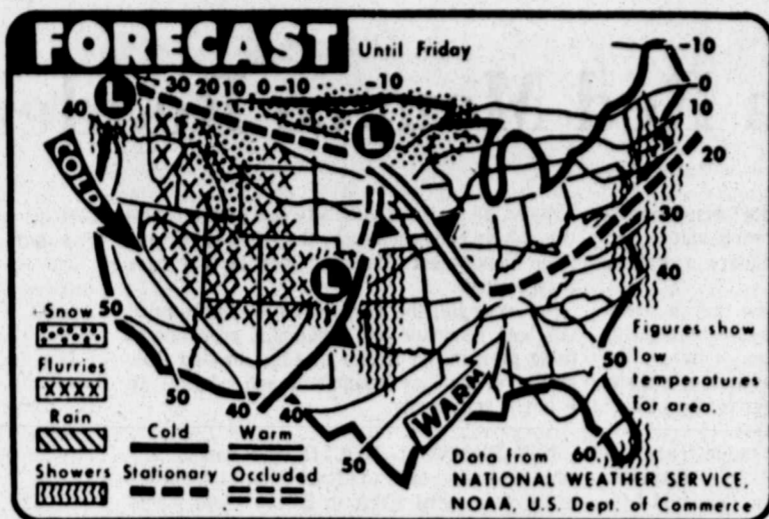 FORECAST Until Friday
-10
30 20 10 0 -10 -10 0
40 L 10
L 20
COLD
30
L 40
50
Snow
Figures show
Flurries 50 low
XXXX 50 temperatures
Rain 40 40 WARM for area.
Cold Warm 50
Data from 60
Showers Stationary Occluded NATIONAL WEATHER SERVICE,
NOAA, U.S. Dept. of Commerce